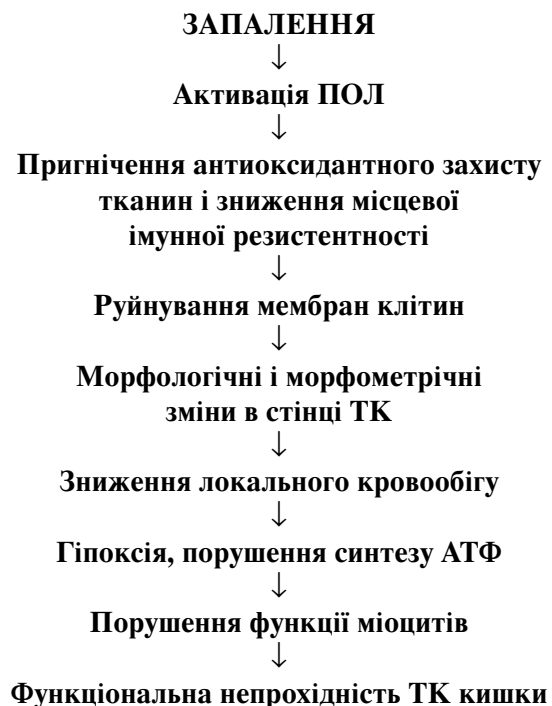 ЗАПАЛЕННЯ
↓
Активація ПОЛ
↓
Пригнічення антиоксидантного захисту
тканин і зниження місцевої
імунної резистентності
↓
Руйнування мембран клітин
↓
Морфологічні і морфометрічні
зміни в стінці ТК
↓
Зниження локального кровообігу
↓
Гіпоксія, порушення синтезу АТФ
↓
Порушення функції міоцитів
↓
Функціональна непрохідність ТК кишки